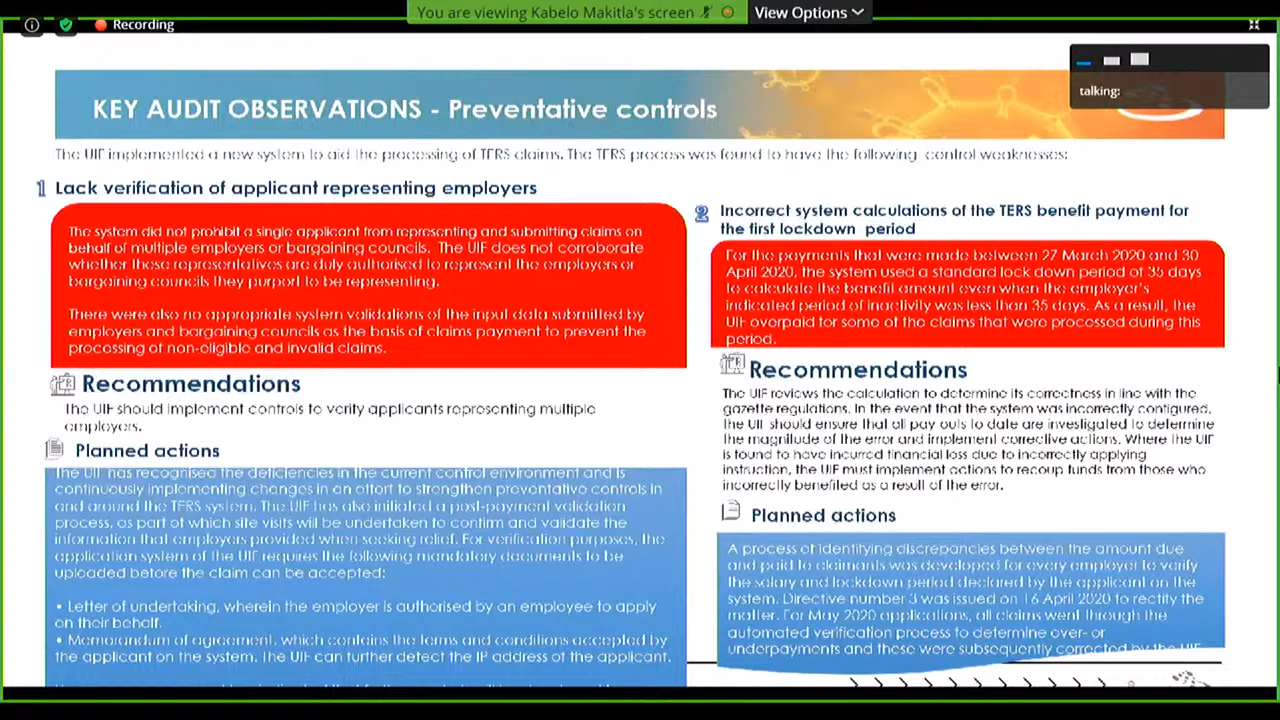 You are viewing Kabelo Makitla's screen
View Options
Recording
talking:
KEY AUDIT OBSERVATIONS - Preventative controls
The UIF implemented a new system to aid the processing of TERS claims. The TERS process was found to have the following control weaknesses:
1 Lack verification of applicant representing employers
The system did not prohibit a single applicant from representing and submitting claims on
behalf of multiple employers or bargaining councils. The UIF does not corroborate
whether these representatives are duly authorised to represent the employers or
bargaining councils they purport to be representing.
There were also no appropriate system validations of the input data submitted by
employers and bargaining councils as the basis of claims payment to prevent the
processing of non-eligible and invalid claims.
Recommendations
The UIF should implement controls to verify applicants representing multiple
employers.
Planned actions
The UIF has recognised the deficiencies in the current control environment and is
continuously implementing changes in an effort to strengthen preventative controls in
and around the TERS system. The UIF has also initiated a post-payment validation
process, as part of which site visits will be undertaken to confirm and validate the
information that employers provided when seeking relief. For verification purposes, the
application system of the UIF requires the following mandatory documents to be
uploaded before the claim can be accepted:
• Letter of undertaking, wherein the employer is authorised by an employee to apply
on their behalf.
• Memorandum of agreement, which contains the terms and conditions accepted by
the applicant on the system. The UIF can further detect the IP address of the applicant.
2 Incorrect system calculations of the TERS benefit payment for
the first lockdown period
For the payments that were made between 27 March 2020 and 30
April 2020, the system used a standard lock down period of 35 days
to calculate the benefit amount even when the employer's
indicated period of inactivity was less than 35 days. As a result, the
UIF overpaid for some of the claims that were processed during this
period.
Recommendations
The UIF reviews the calculation to determine its correctness in line with the
gazette regulations. In the event that the system was incorrectly configured,
the UIF should ensure that all pay outs to date are investigated to determine
the magnitude of the error and implement corrective actions. Where the UIF
is found to have incurred financial loss due to incorrectly applying
instruction, the UIF must implement actions to recoup funds from those who
incorrectly benefited as a result of the error.
Planned actions
A process of identifying discrepancies between the amount due
and paid to claimants was developed for every employer to verify
the salary and lockdown period declared by the applicant on the
system. Directive number 3 was issued on 16 April 2020 to rectify the
matter. For May 2020 applications, all claims went through the
automated verification process to determine over- or
underpayments and these were subsequently corrected by the UIF